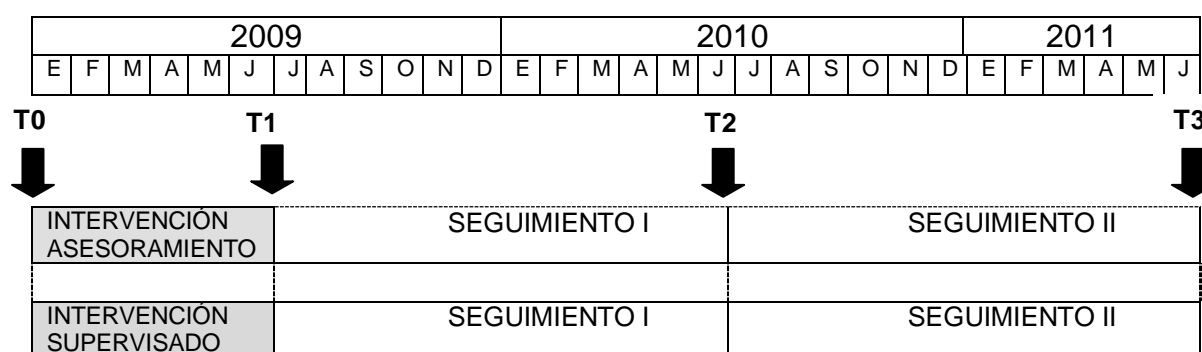 2009 2010 2011
E F M A M J J A S O N D E F M A M J J A S O N D E F M A M J
T0 T1 T2 T3
INTERVENCIÓN SEGUIMIENTO I SEGUIMIENTO II
ASESORAMIENTO
INTERVENCIÓN SEGUIMIENTO I SEGUIMIENTO II
SUPERVISADO